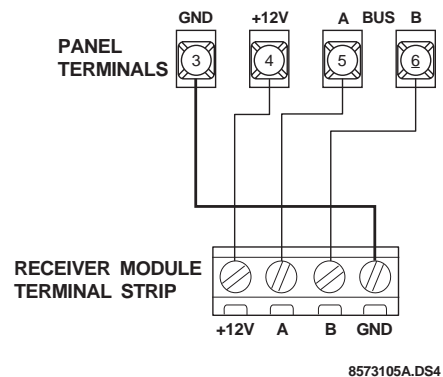 GND +12V A BUS B
PANEL
TERMINALS
3 4 5 6
RECEIVER MODULE
TERMINAL STRIP
+12V A B GND
8573105A.DS4